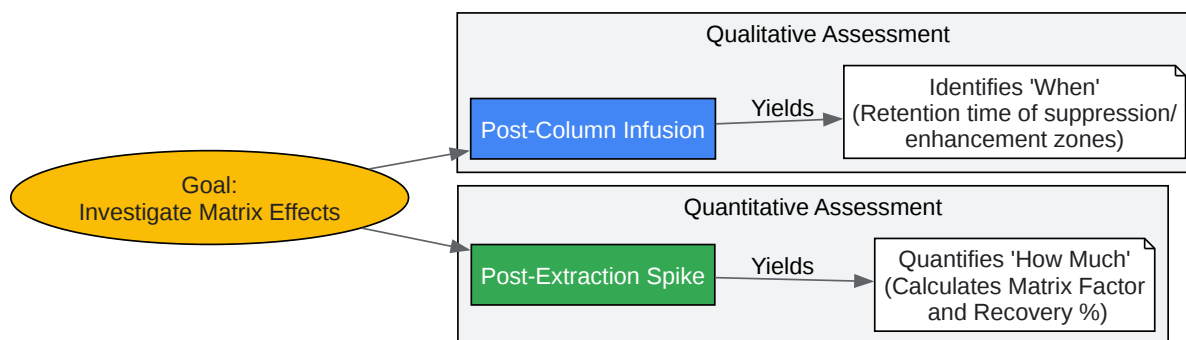 Qualitative Assessment
Post-Column Infusion
Yields
Identifies 'When'
(Retention time of suppression/
enhancement zones)
Goal:
Investigate Matrix Effects
Quantitative Assessment
Post-Extraction Spike
Yields
Quantifies 'How Much'
(Calculates Matrix Factor
and Recovery %)